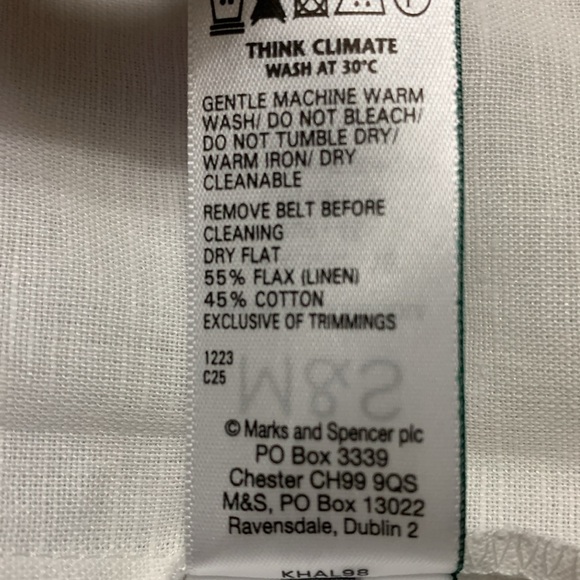 THINK CLIMATE
WASH AT 30°C
GENTLE MACHINE WARM
WASH/ DO NOT BLEACH/
DO NOT TUMBLE DRY/
WARM IRON/ DRY
CLEANABLE
REMOVE BELT BEFORE
CLEANING
DRY FLAT
55% FLAX (LINEN)
45% COTTON
EXCLUSIVE OF TRIMMINGS
1223
C25
M&S
© Marks and Spencer plc
PO Box 3339
Chester CH99 9QS
M&S, PO Box 13022
Ravensdale, Dublin 2
KHAL98